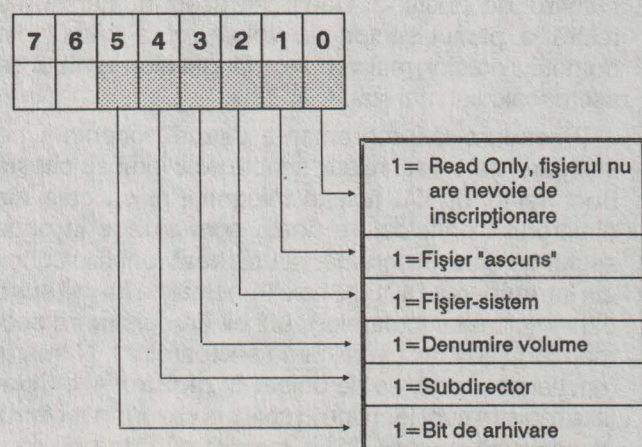 7 6 5 4 3 2 1 0
1= Read Only, fişierul nu
are nevoie de
inscripţionare
1=Fişier "ascuns"
1=Fişier-sistem
1=Denumire volume
1=Subdirector
1=Bit de arhivare